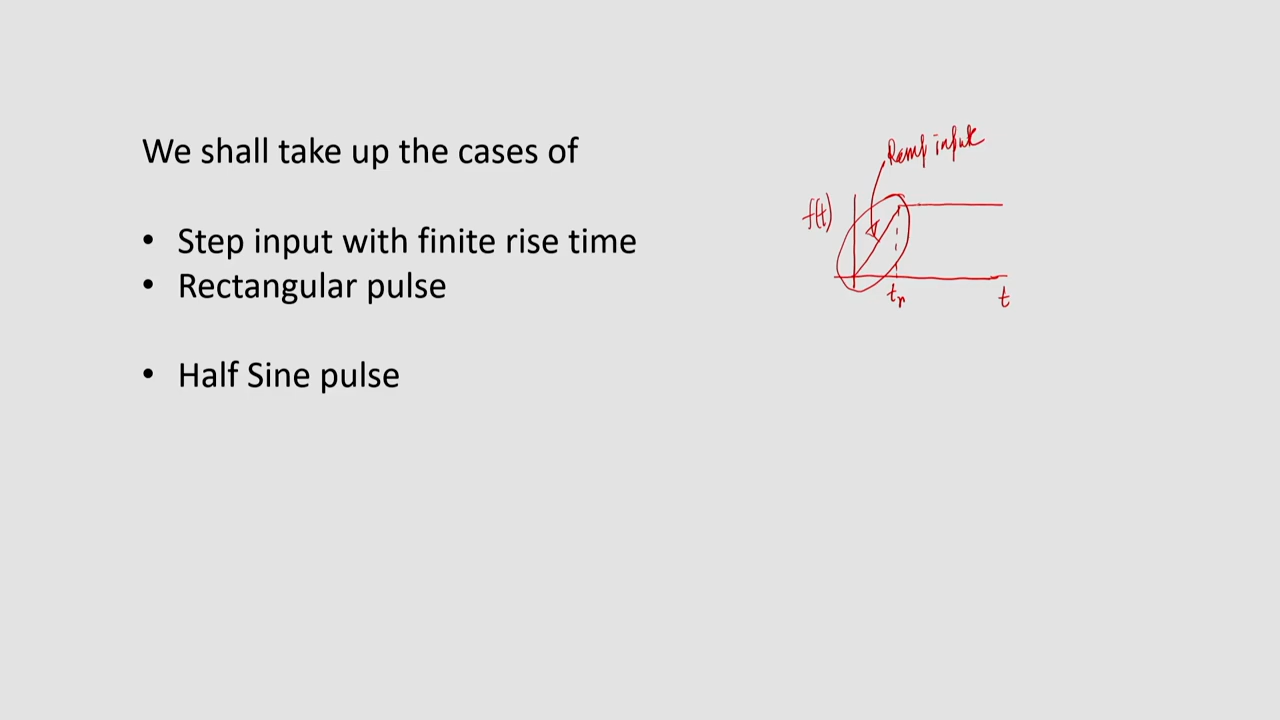 We shall take up the cases of
• Step input with finite rise time
• Rectangular pulse
• Half Sine pulse
Ramp input
f(t)
tr
t